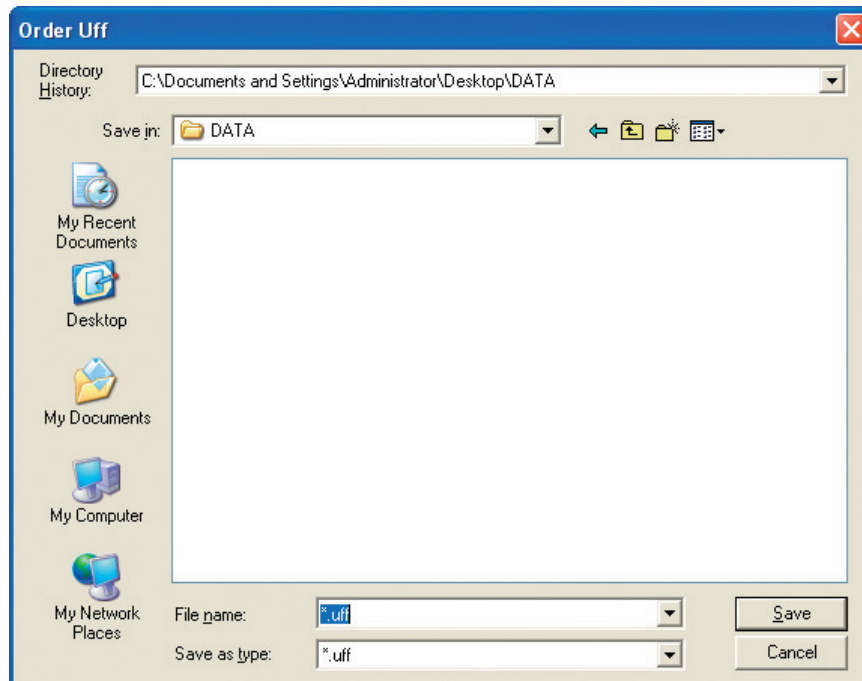 Order Uff
Directory
History:
C:\Documents and Settings\Administrator\Desktop\DATA
Save in:
DATA
My Recent
Documents
Desktop
My Documents
My Computer
My Network
Places
File name:
*.uff
Save
Save as type:
*.uff
Cancel